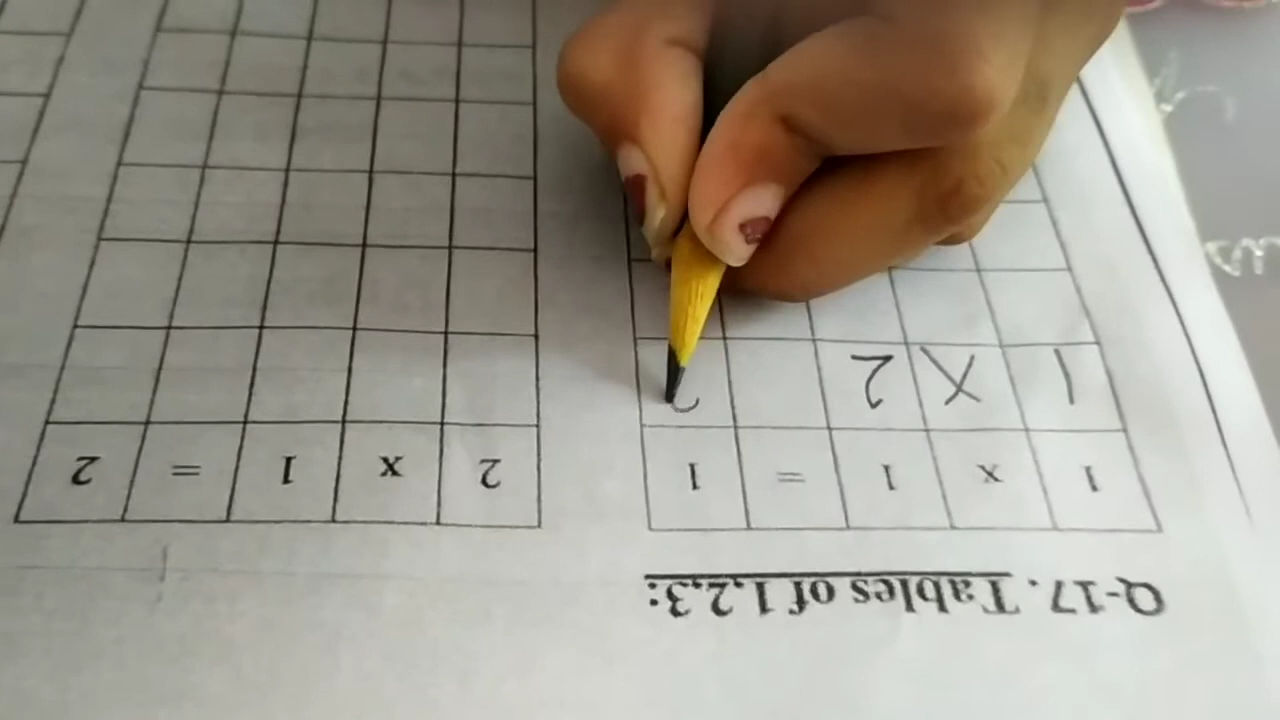 Q-17. Tables of 1,2,3:
1 x 1 = 1
1 X 2
2 x 1 = 2